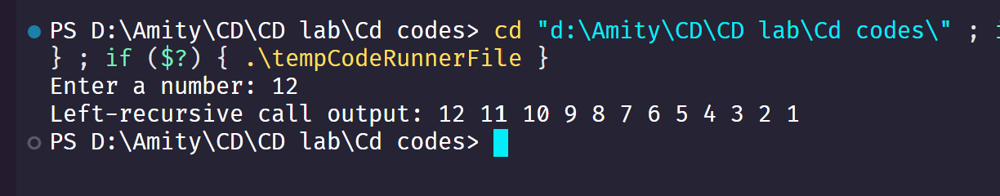 PS D:\Amity\CD\CD lab\Cd codes> cd "d:\Amity\CD\CD lab\Cd codes\" ;
} ; if ($?) { .\tempCodeRunnerFile }
Enter a number: 12
Left-recursive call output: 12 11 10 9 8 7 6 5 4 3 2 1
PS D:\Amity\CD\CD lab\Cd codes>